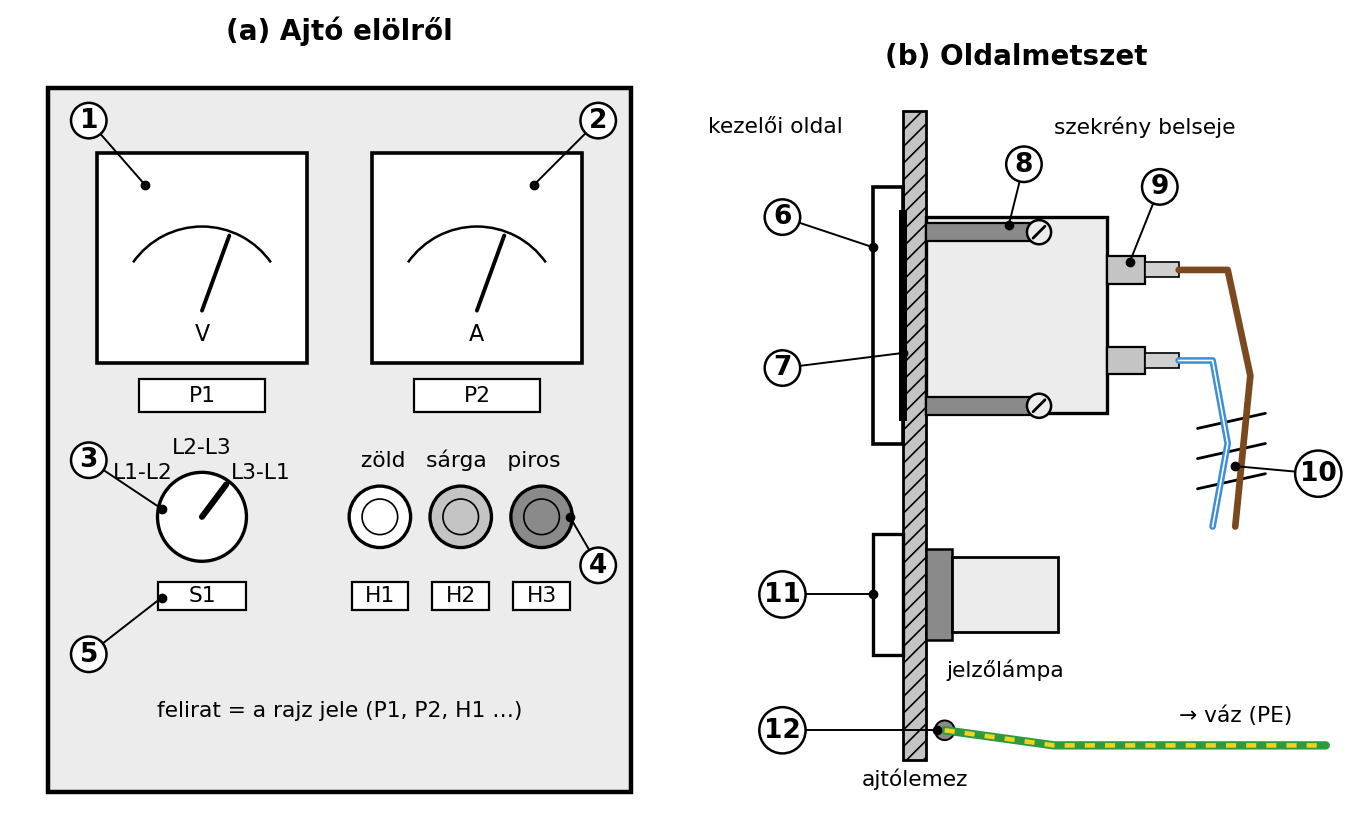 (a) Ajtó elölről
1
2
V
A
P1
P2
3
L2-L3
L1-L2
L3-L1
zöld
sárga
piros
4
S1
H1
H2
H3
5
felirat = a rajz jele (P1, P2, H1 …)
(b) Oldalmetszet
kezelői oldal
szekrény belseje
8
9
6
7
10
11
jelzőlámpa
12
→ váz (PE)
ajtólemez